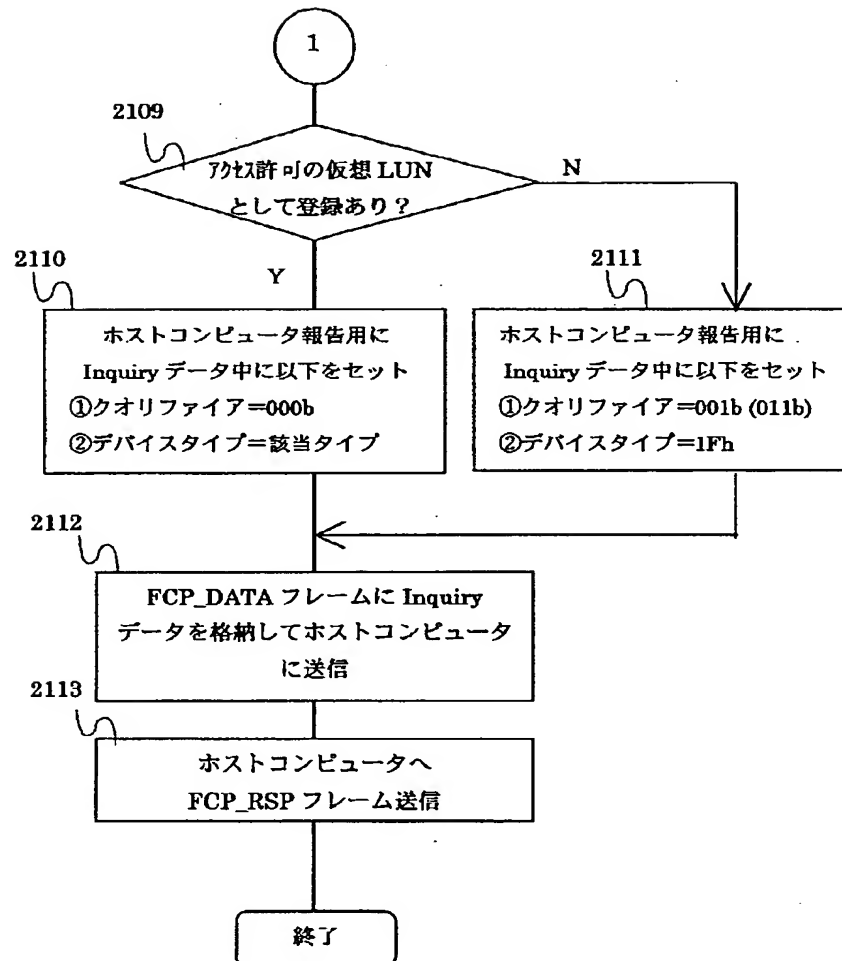 1
2109
アクセス許可の仮想 LUN
として登録あり？
N
Y
2110
ホストコンピュータ報告用に
Inquiry データ中に以下をセット
①クオリファイア=000b
②デバイスタイプ=該当タイプ
2111
ホストコンピュータ報告用に
Inquiry データ中に以下をセット
①クオリファイア=001b (011b)
②デバイスタイプ=1Fh
2112
FCP_DATA フレームに Inquiry
データを格納してホストコンピュータ
に送信
2113
ホストコンピュータへ
FCP_RSP フレーム送信
終了